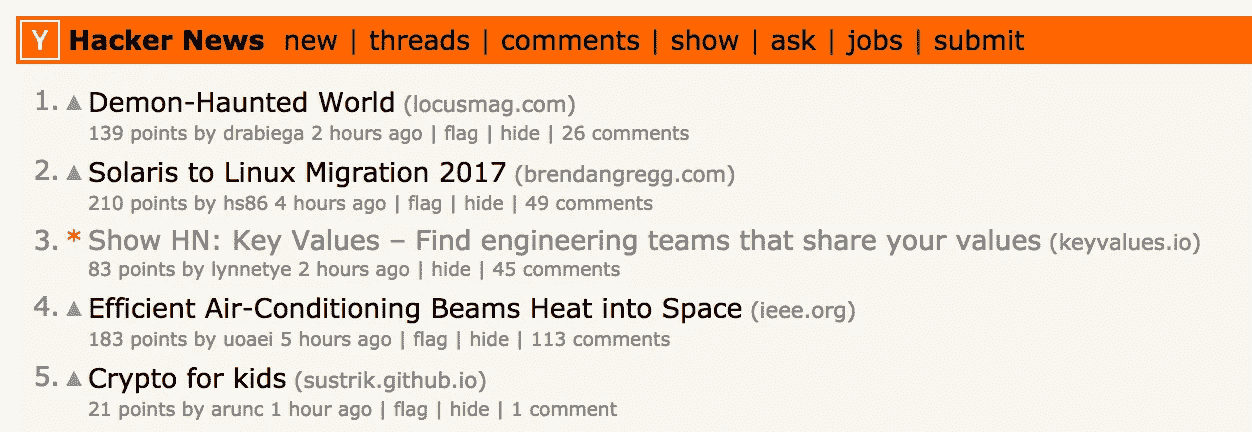 Y Hacker News new | threads | comments | show | ask | jobs | submit
1. Demon-Haunted World (locusmag.com)
139 points by drabiega 2 hours ago | flag | hide | 26 comments
2. Solaris to Linux Migration 2017 (brendangregg.com)
210 points by hs86 4 hours ago | flag | hide | 49 comments
3. * Show HN: Key Values – Find engineering teams that share your values (keyvalues.io)
83 points by lynnetye 2 hours ago | hide | 45 comments
4. Efficient Air-Conditioning Beams Heat into Space (ieee.org)
183 points by uoaei 5 hours ago | flag | hide | 113 comments
5. Crypto for kids (sustrik.github.io)
21 points by arunc 1 hour ago | flag | hide | 1 comment